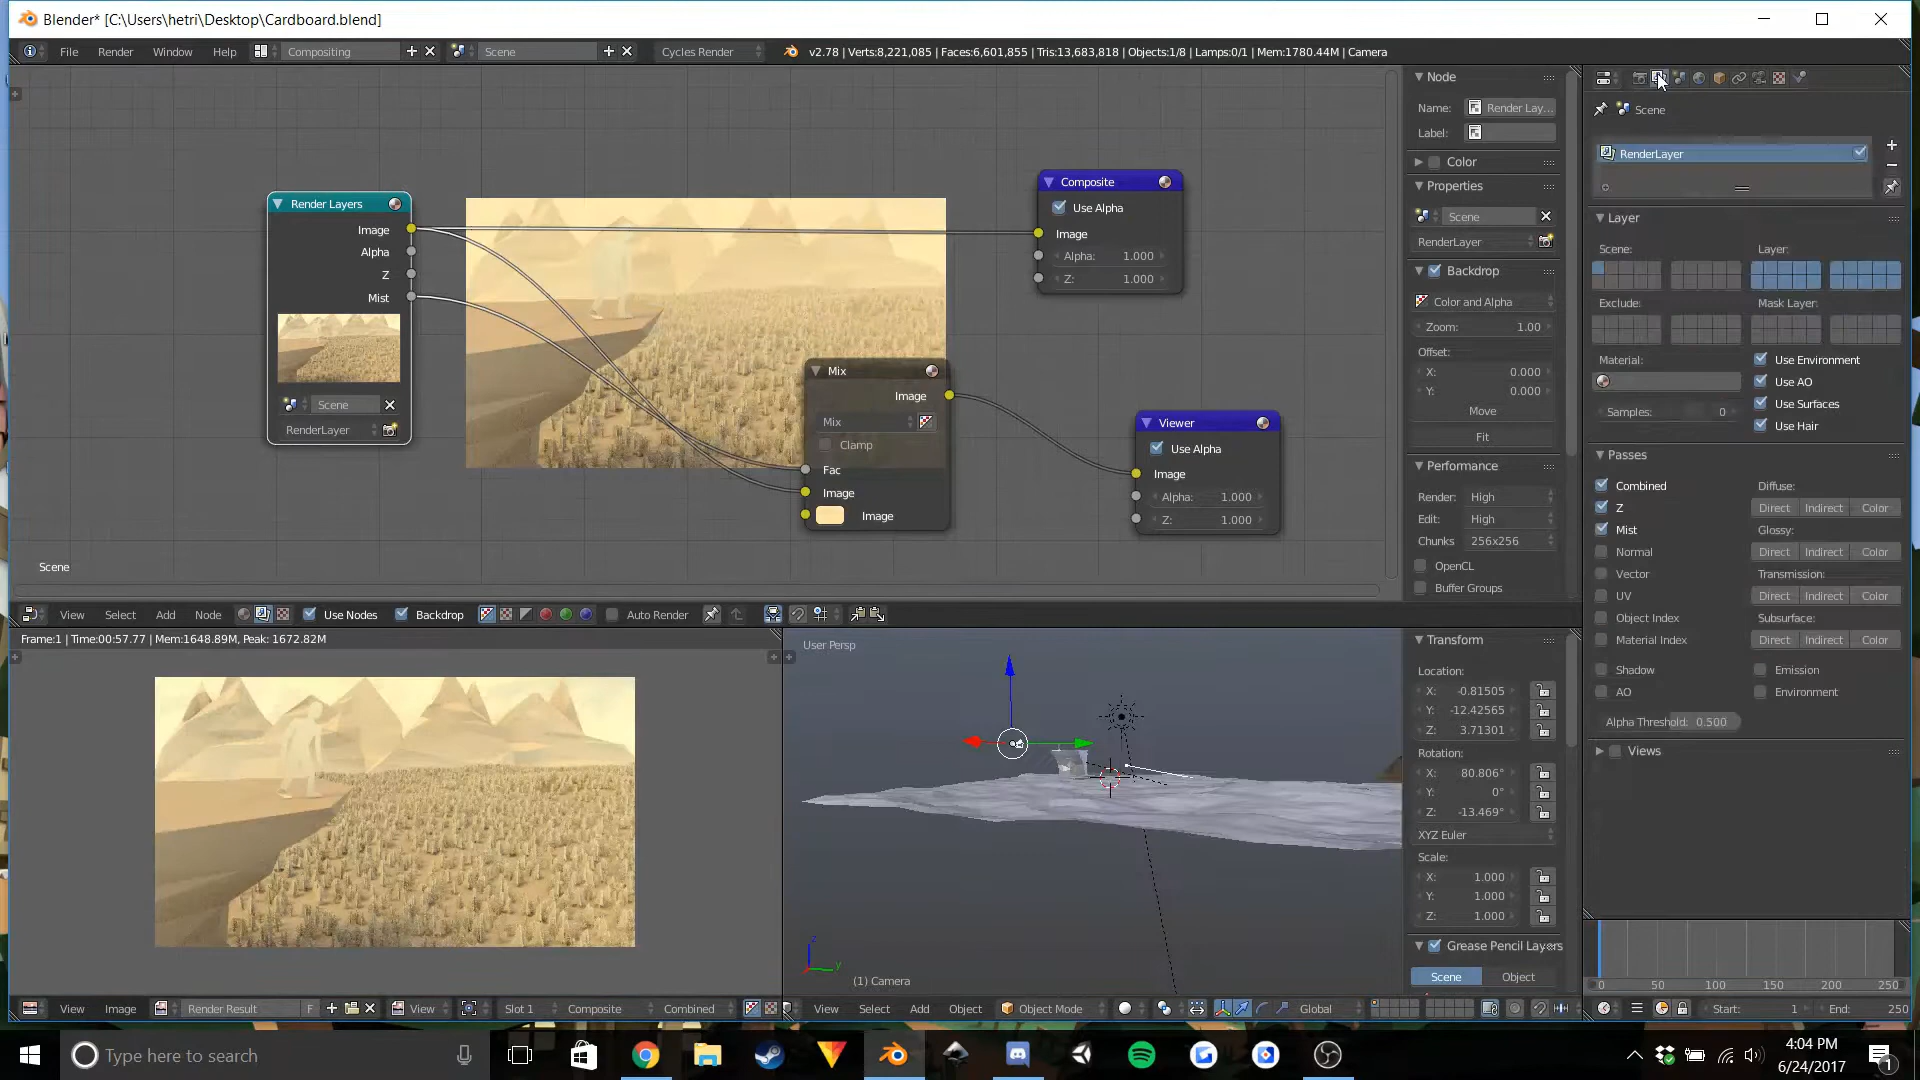 Blender* [C:\Users\hetri\Desktop\Cardboard.blend]
File Render Window Help Compositing Scene Cycles Render v2.78 | Verts:8,221,085 | Faces:6,601,855 | Tris:13,683,818 | Objects:1/8 | Lamps:0/1 | Mem:1780.44M | Camera
Render Layers
Image
Alpha
Z
Mist
Scene
RenderLayer
Mix
Image
Mix
Clamp
Fac
Image
Image
Composite
Use Alpha
Image
Alpha: 1.000
Z: 1.000
Viewer
Use Alpha
Image
Alpha: 1.000
Z: 1.000
Scene
Node
Name: Render Lay...
Label:
Color
Properties
Scene
RenderLayer
Backdrop
Color and Alpha
Zoom: 1.00
Offset:
X: 0.000
Y: 0.000
Move
Fit
Performance
Render: High
Edit: High
Chunks 256x256
OpenCL
Buffer Groups
Scene
RenderLayer
Layer
Scene: Layer:
Exclude: Mask Layer:
Material:
Samples: 0
Use Environment
Use AO
Use Surfaces
Use Hair
Passes
Combined
Z
Mist
Normal
Vector
UV
Object Index
Material Index
Shadow
AO
Diffuse:
Direct Indirect Color
Glossy:
Direct Indirect Color
Transmission:
Direct Indirect Color
Subsurface:
Direct Indirect Color
Emission
Environment
Alpha Threshold: 0.500
Views
View Select Add Node Use Nodes Backdrop Auto Render
Frame:1 | Time:00:57.77 | Mem:1648.89M, Peak: 1672.82M
View Image Render Result F View Slot 1 Composite Combined
User Persp
z
y
(1) Camera
View Select Add Object Object Mode Global
Transform
Location:
X: -0.81505
Y: -12.42565
Z: 3.71301
Rotation:
X: 80.806°
Y: 0°
Z: -13.469°
XYZ Euler
Scale:
X: 1.000
Y: 1.000
Z: 1.000
Grease Pencil Layers
Scene Object
0 50 100 150 200 250
Start: 1 End: 250
Type here to search
4:04 PM
6/24/2017
1